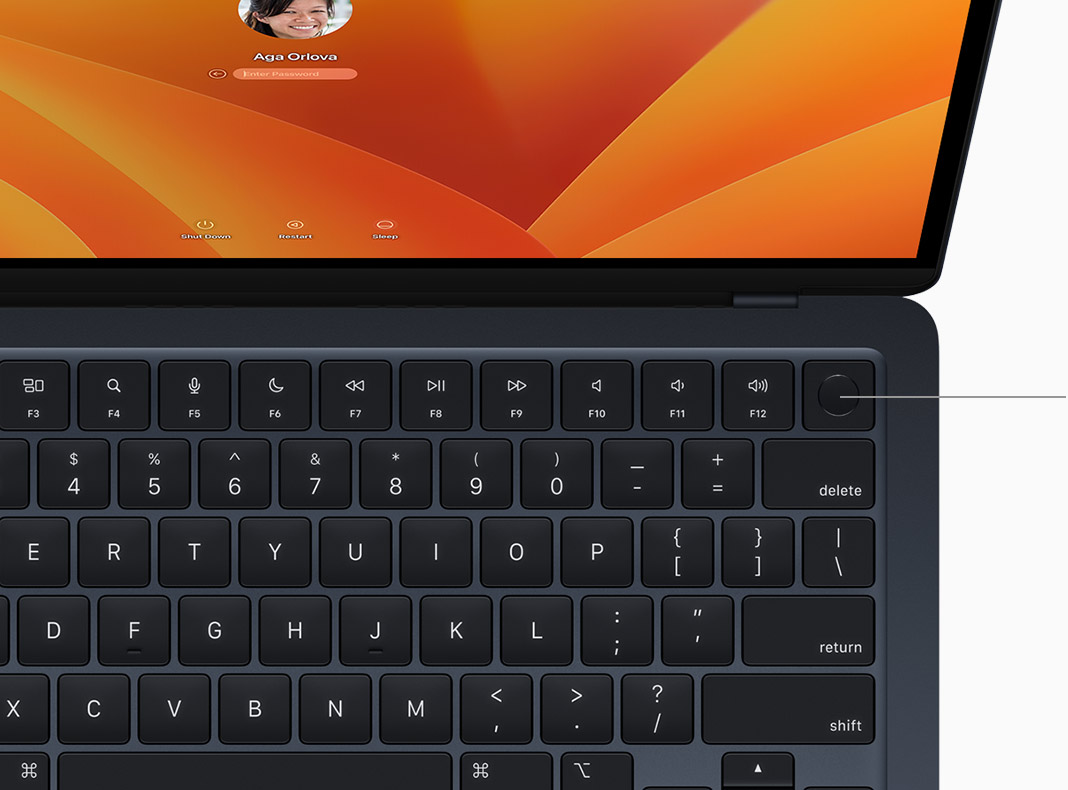 Aga Orlova
Enter Password
Shut Down Restart Sleep
F3 F4 F5 F6 F7 F8 F9 F10 F11 F12
$ % ^ & * ( ) _ +
4 5 6 7 8 9 0 - =
delete
E R T Y U I O P { } |
[ ] \
D F G H J K L : "
; '
return
X C V B N M < > ?
, . /
shift
⌘ ⌘ ⌥